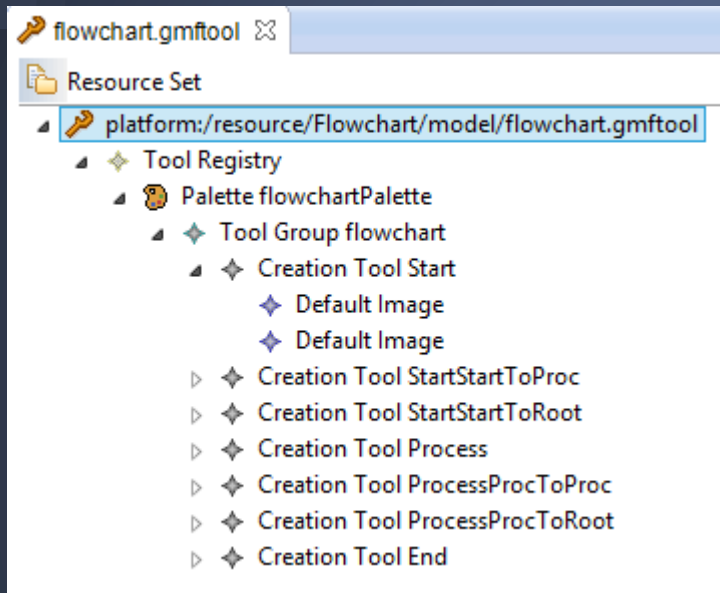 flowchart.gmftool
Resource Set
platform:/resource/Flowchart/model/flowchart.gmftool
Tool Registry
Palette flowchartPalette
Tool Group flowchart
Creation Tool Start
Default Image
Default Image
Creation Tool StartStartToProc
Creation Tool StartStartToRoot
Creation Tool Process
Creation Tool ProcessProcToProc
Creation Tool ProcessProcToRoot
Creation Tool End